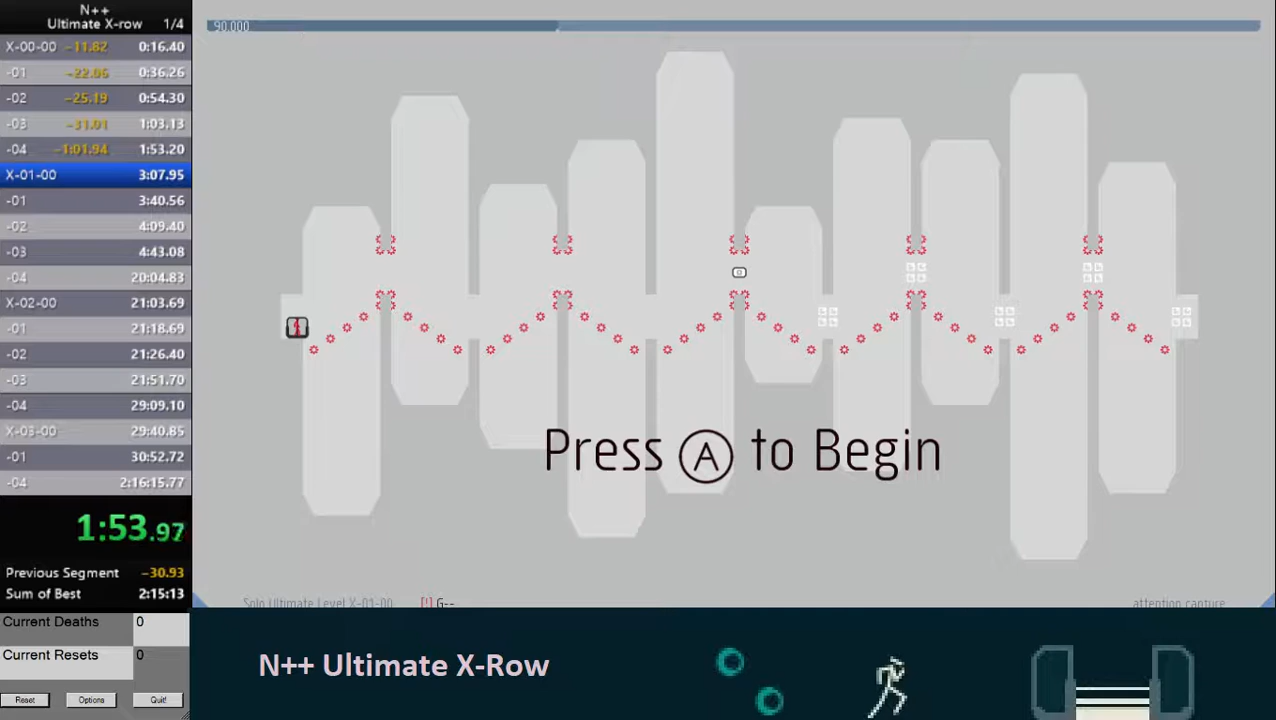 N++
Ultimate X-row 1/4
X-00-00 -11.82 0:16.40
-01 -22.06 0:36.26
-02 -25.19 0:54.30
-03 -31.01 1:03.13
-04 -1:01.94 1:53.20
X-01-00 3:07.95
-01 3:40.56
-02 4:09.40
-03 4:43.08
-04 20:04.83
X-02-00 21:03.69
-01 21:18.69
-02 21:26.40
-03 21:51.70
-04 29:09.10
X-03-00 29:40.85
-01 30:52.72
-04 2:16:15.77
1:53.97
Previous Segment -30.93
Sum of Best 2:15:13
Current Deaths 0
Current Resets 0
Reset Options Quit!
90.000
Press A to Begin
Solo Ultimate Level X-01-00 [!] G--
attention capture
N++ Ultimate X-Row